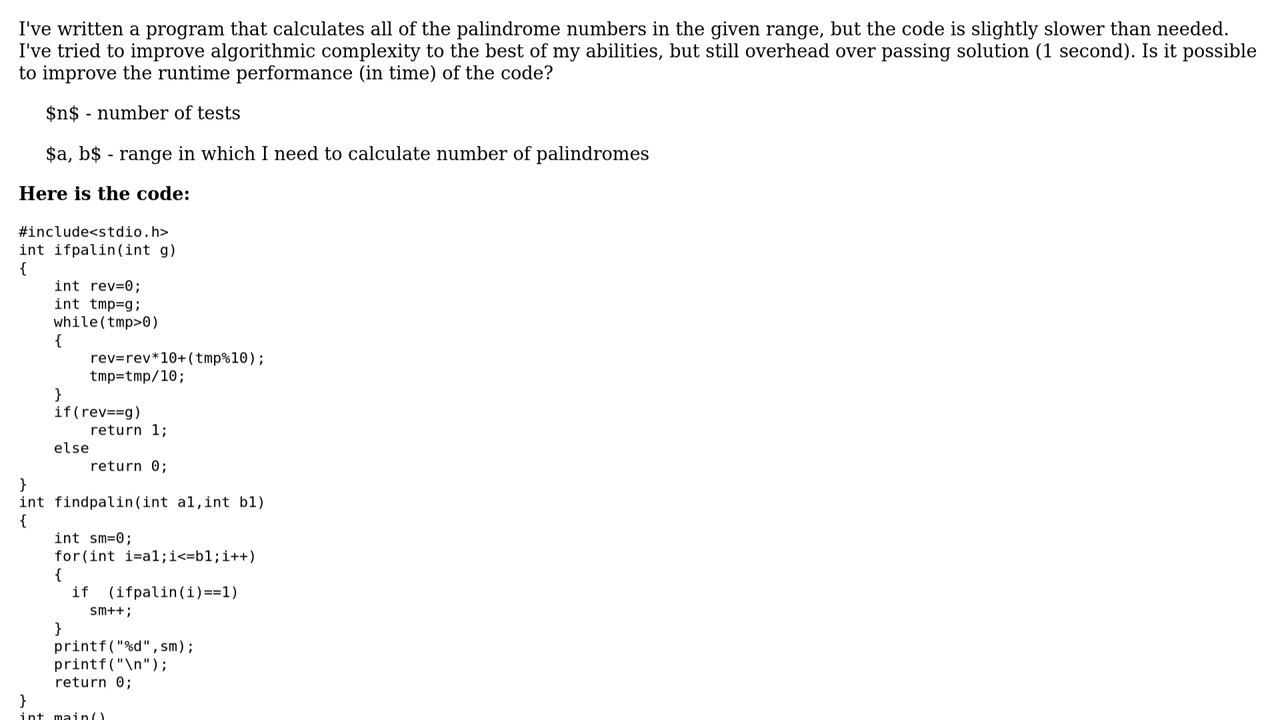 I've written a program that calculates all of the palindrome numbers in the given range, but the code is slightly slower than needed.
I've tried to improve algorithmic complexity to the best of my abilities, but still overhead over passing solution (1 second). Is it possible
to improve the runtime performance (in time) of the code?
$n$ - number of tests
$a, b$ - range in which I need to calculate number of palindromes
Here is the code:
#include<stdio.h>
int ifpalin(int g)
{
    int rev=0;
    int tmp=g;
    while(tmp>0)
    {
        rev=rev*10+(tmp%10);
        tmp=tmp/10;
    }
    if(rev==g)
        return 1;
    else
        return 0;
}
int findpalin(int a1,int b1)
{
    int sm=0;
    for(int i=a1;i<=b1;i++)
    {
      if  (ifpalin(i)==1)
        sm++;
    }
    printf("%d",sm);
    printf("\n");
    return 0;
}
int main()